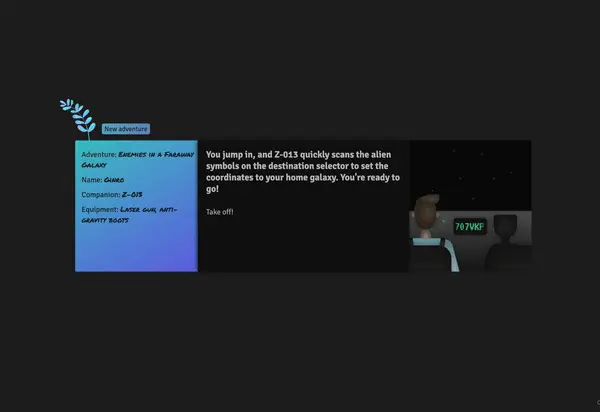 New adventure
Adventure: Enemies in a Faraway
Galaxy
Name: Ginro
Companion: Z-013
Equipment: Laser gun, anti-
gravity boots
You jump in, and Z-013 quickly scans the alien
symbols on the destination selector to set the
coordinates to your home galaxy. You're ready to
go!
Take off!
707VKP